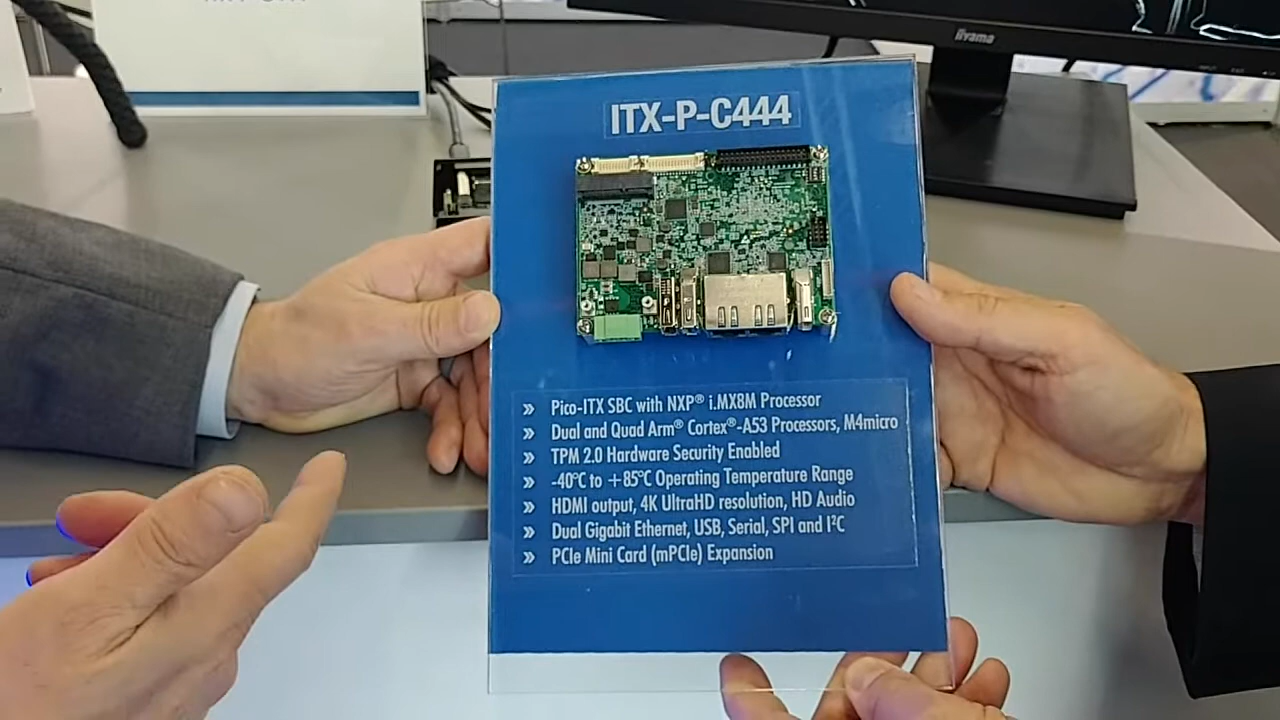 iiyama
ITX-P-C444
» Pico-ITX SBC with NXP® i.MX8M Processor
» Dual and Quad Arm® Cortex®-A53 Processors, M4micro
» TPM 2.0 Hardware Security Enabled
» -40°C to +85°C Operating Temperature Range
» HDMI output, 4K UltraHD resolution, HD Audio
» Dual Gigabit Ethernet, USB, Serial, SPI and I²C
» PCIe Mini Card (mPCIe) Expansion